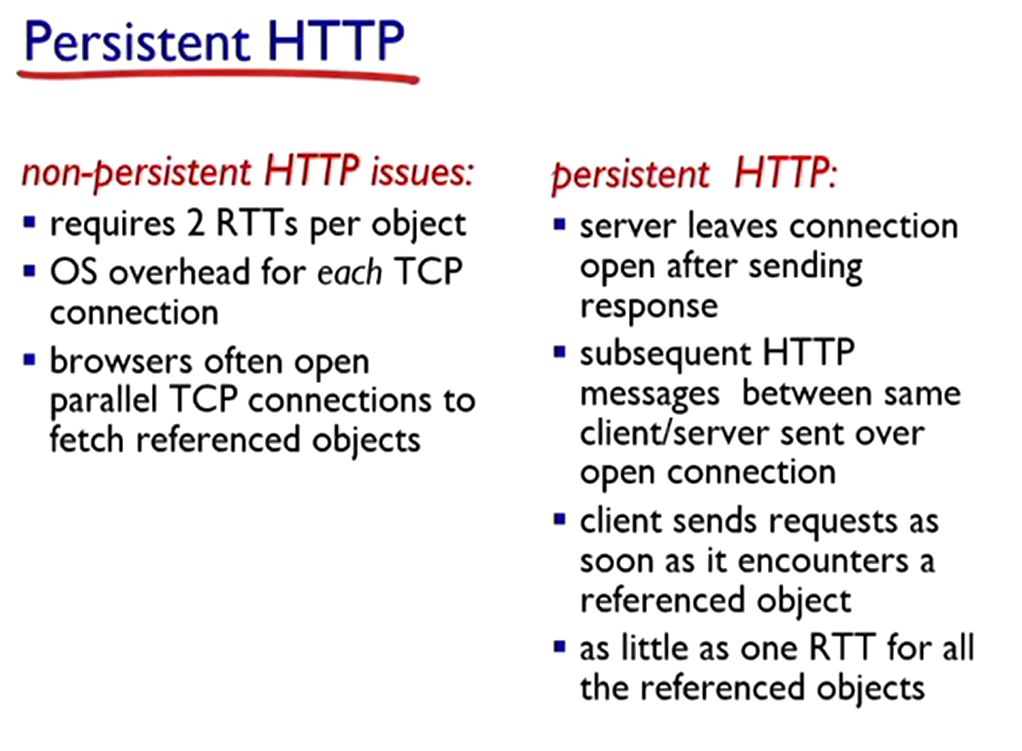 Persistent HTTP
non-persistent HTTP issues:
requires 2 RTTs per object
OS overhead for each TCP
connection
browsers often open
parallel TCP connections to
fetch referenced objects
persistent HTTP:
server leaves connection
open after sending
response
subsequent HTTP
messages between same
client/server sent over
open connection
client sends requests as
soon as it encounters a
referenced object
as little as one RTT for all
the referenced objects